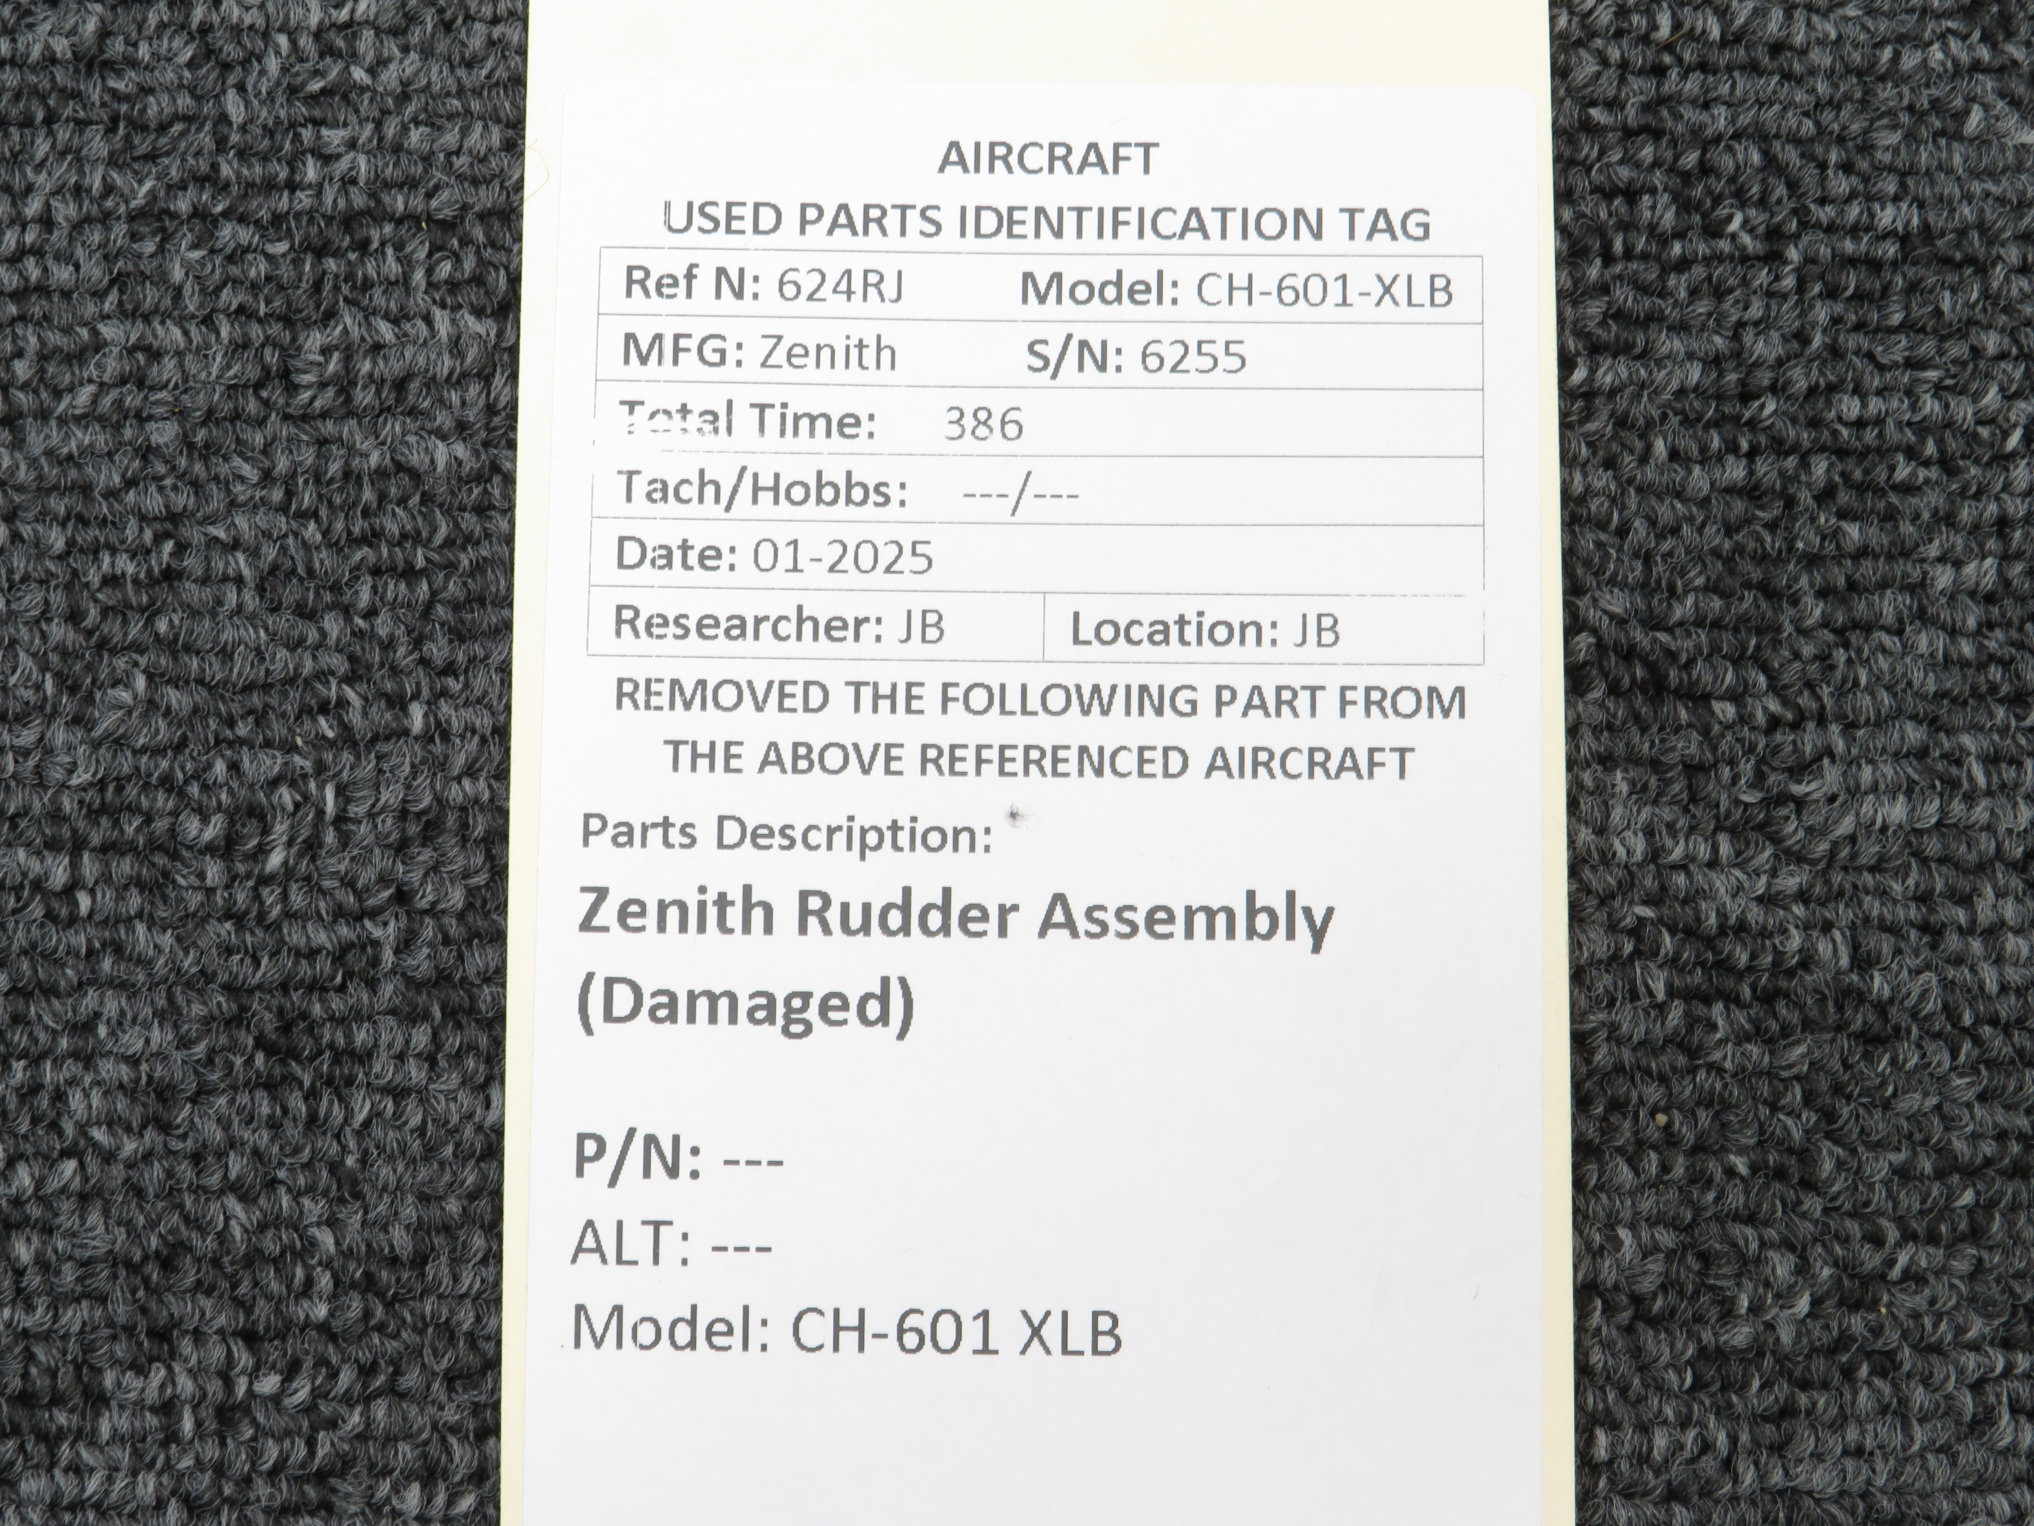 AIRCRAFT
USED PARTS IDENTIFICATION TAG
Ref N: 624RJ Model: CH-601-XLB
MFG: Zenith S/N: 6255
Total Time: 386
Tach/Hobbs: ---/---
Date: 01-2025
Researcher: JB Location: JB
REMOVED THE FOLLOWING PART FROM
THE ABOVE REFERENCED AIRCRAFT
Parts Description:
Zenith Rudder Assembly
(Damaged)
P/N: ---
ALT: ---
Model: CH-601 XLB